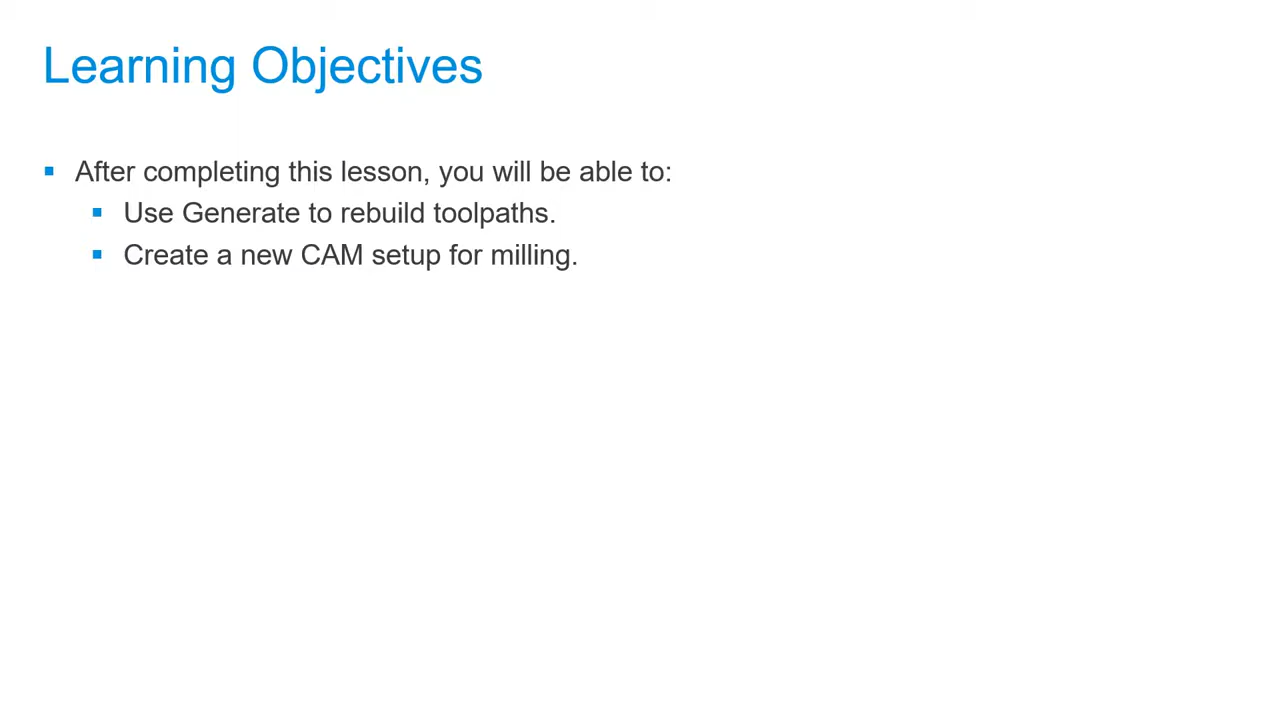 Learning Objectives
After completing this lesson, you will be able to:
Use Generate to rebuild toolpaths.
Create a new CAM setup for milling.